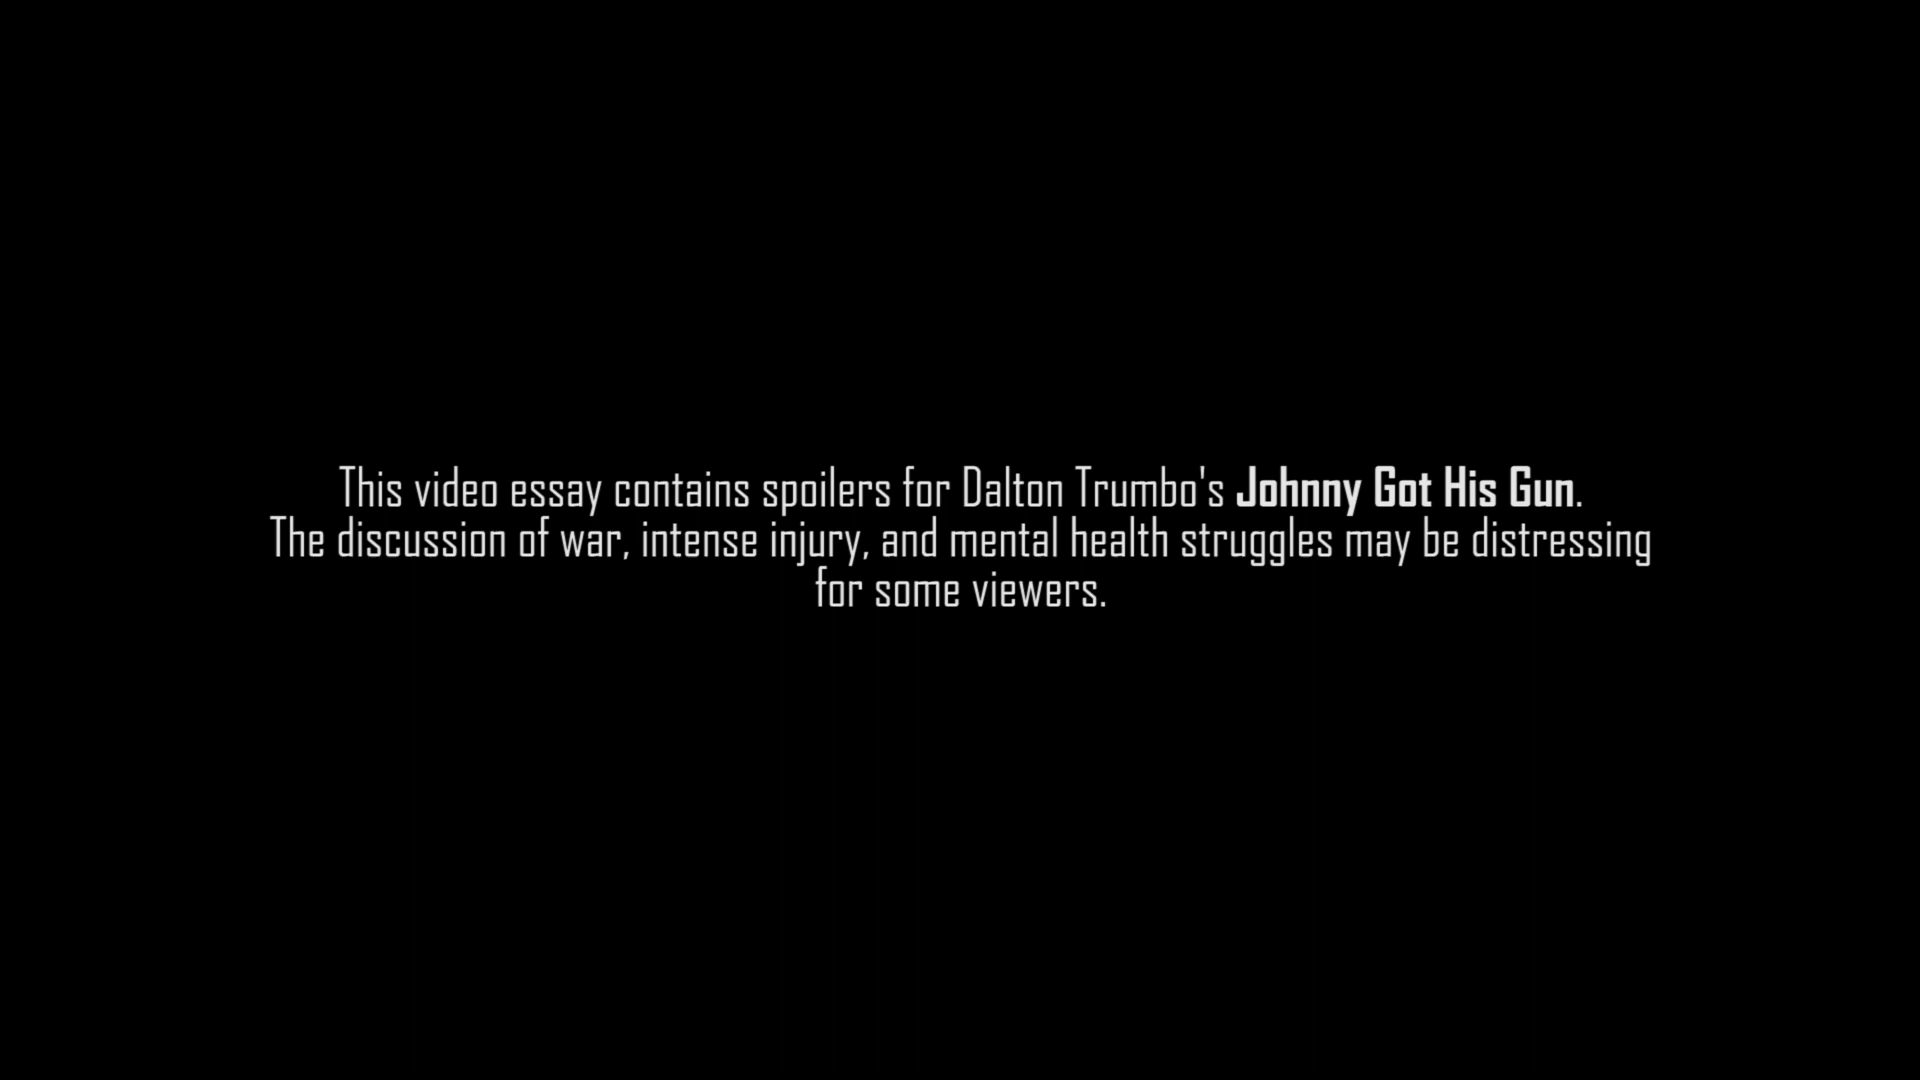 This video essay contains spoilers for Dalton Trumbo's Johnny Got His Gun.
The discussion of war, intense injury, and mental health struggles may be distressing
for some viewers.